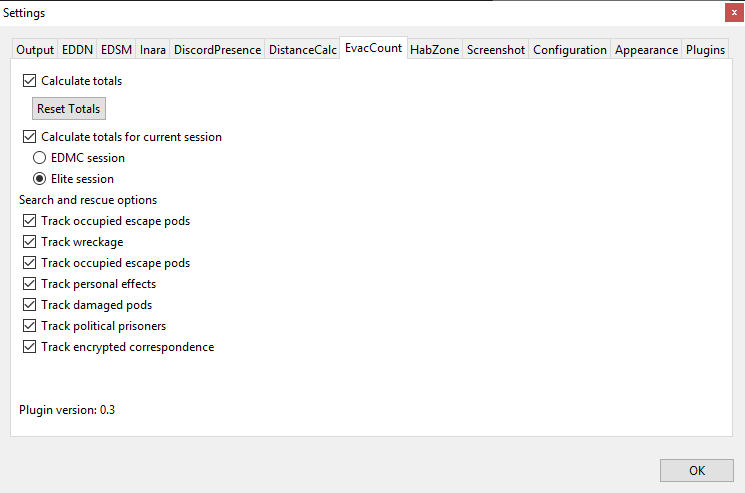 Settings
x
Output EDDN EDSM Inara DiscordPresence DistanceCalc EvacCount HabZone Screenshot Configuration Appearance Plugins
Calculate totals
Reset Totals
Calculate totals for current session
EDMC session
Elite session
Search and rescue options
Track occupied escape pods
Track wreckage
Track occupied escape pods
Track personal effects
Track damaged pods
Track political prisoners
Track encrypted correspondence
Plugin version: 0.3
OK